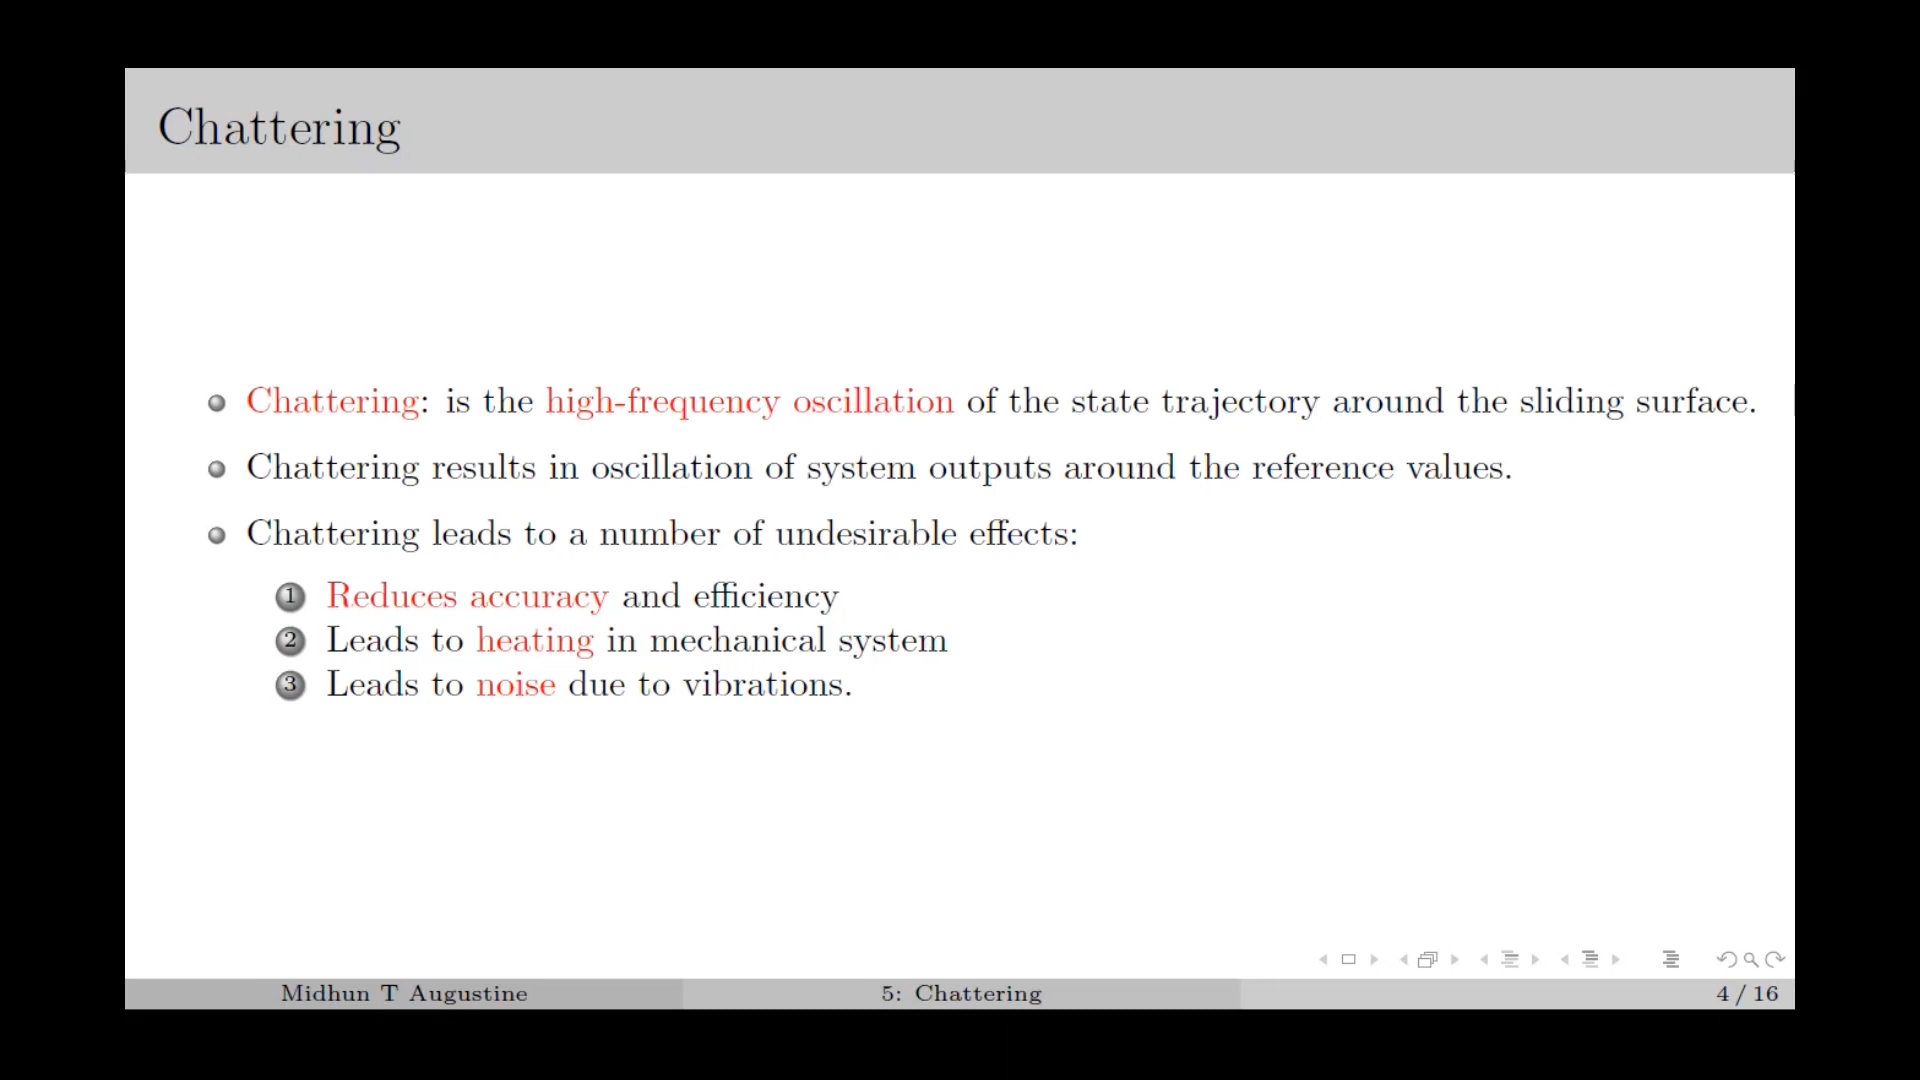 Chattering
Chattering: is the high-frequency oscillation of the state trajectory around the sliding surface.
Chattering results in oscillation of system outputs around the reference values.
Chattering leads to a number of undesirable effects:
1 Reduces accuracy and efficiency
2 Leads to heating in mechanical system
3 Leads to noise due to vibrations.
Midhun T Augustine 5: Chattering 4 / 16